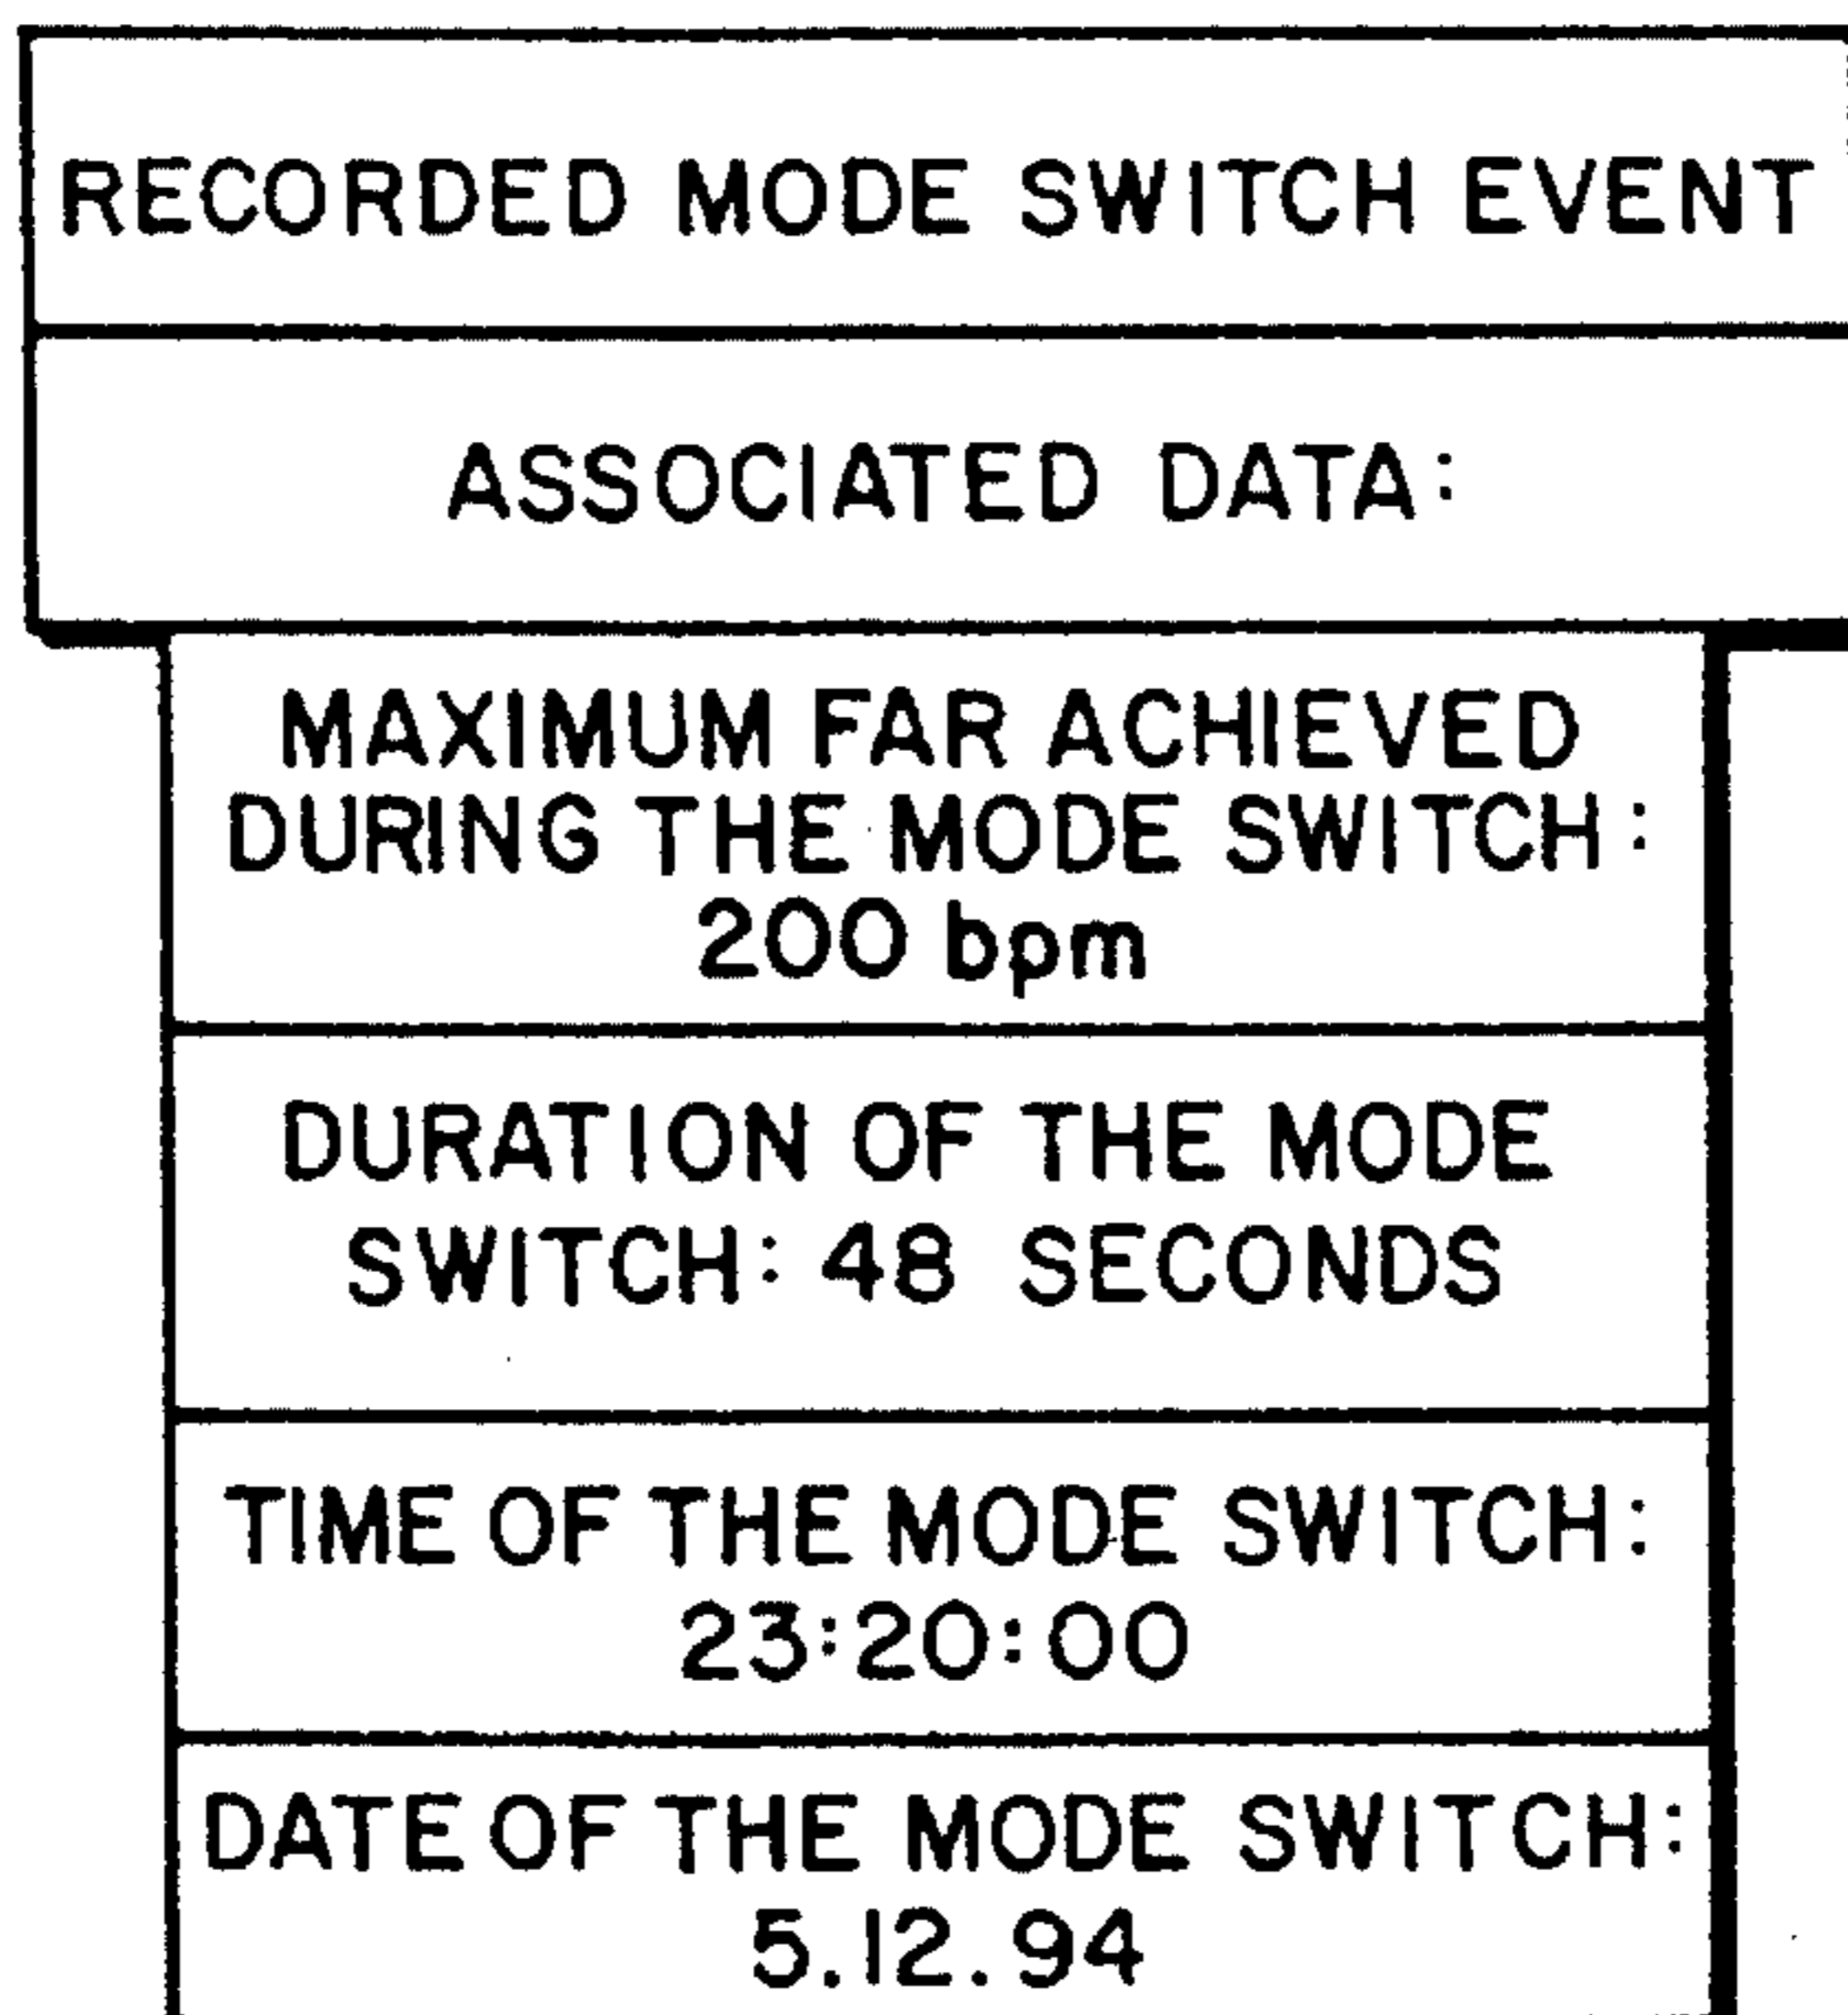 RECORDED MODE SWITCH EVENT
ASSOCIATED DATA:
MAXIMUM FAR ACHIEVED
DURING THE MODE SWITCH:
200 bpm
DURATION OF THE MODE
SWITCH: 48 SECONDS
TIME OF THE MODE SWITCH:
23:20:00
DATE OF THE MODE SWITCH:
5.12.94